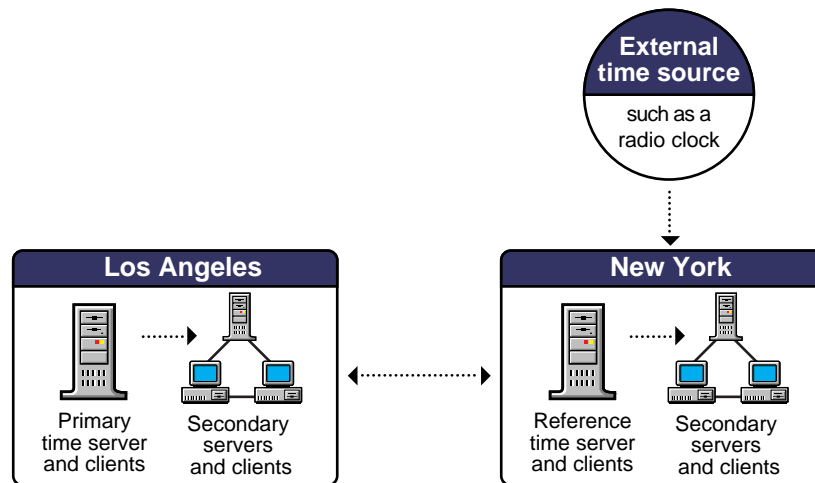 External
time source
such as a
radio clock
Los Angeles
Primary
time server
and clients
Secondary
servers
and clients
New York
Reference
time server
and clients
Secondary
servers
and clients